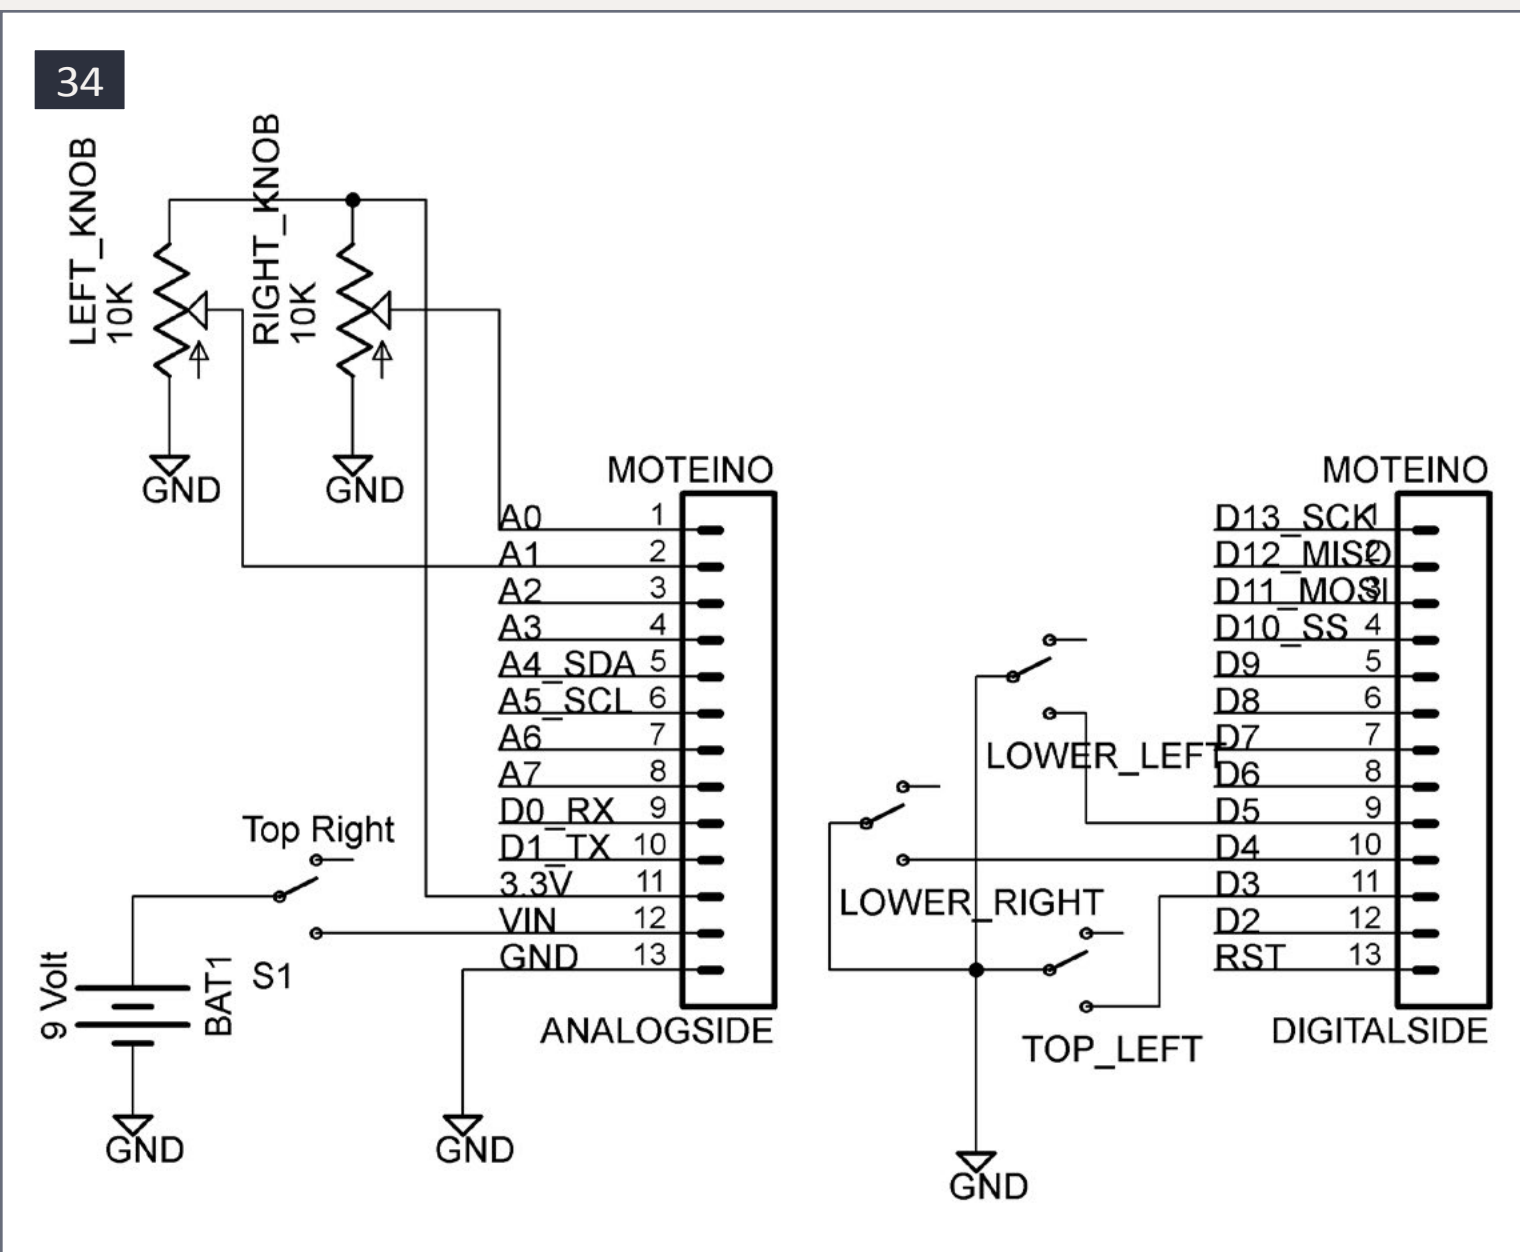 34
LEFT_KNOB
10K
RIGHT_KNOB
10K
GND
GND
MOTEINO
A0 1
A1 2
A2 3
A3 4
A4_SDA 5
A5_SCL 6
A6 7
A7 8
D0_RX 9
D1_TX 10
3.3V 11
VIN 12
GND 13
ANALOGSIDE
Top Right
S1
9 Volt
BAT1
GND
GND
MOTEINO
D13_SCK 1
D12_MISO 2
D11_MOSI 3
D10_SS 4
D9 5
D8 6
D7 7
D6 8
D5 9
D4 10
D3 11
D2 12
RST 13
DIGITALSIDE
LOWER_LEFT
LOWER_RIGHT
TOP_LEFT
GND